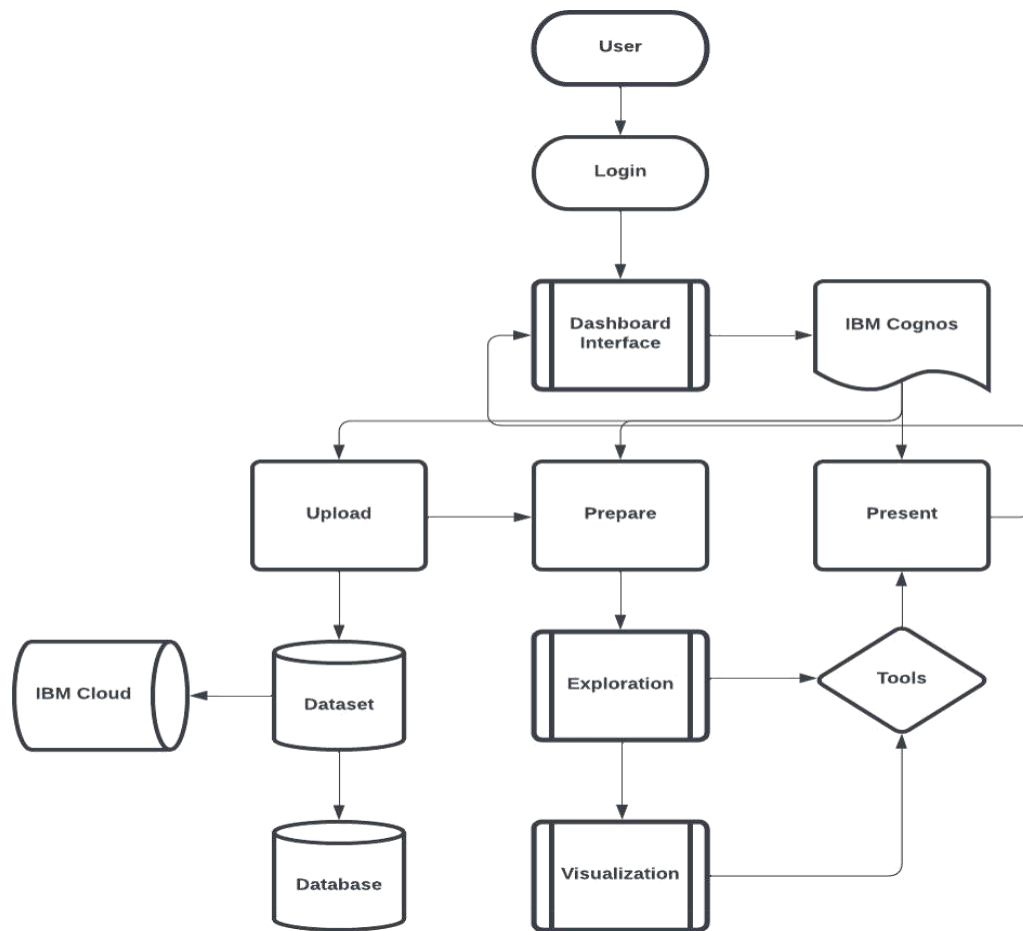 User
Login
Dashboard
Interface
IBM Cognos
Upload
Prepare
Present
IBM Cloud
Dataset
Exploration
Tools
Database
Visualization